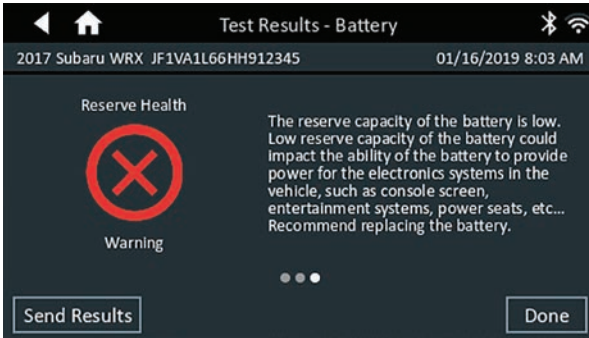 Test Results - Battery
2017 Subaru WRX JF1VA1L66HH912345 01/16/2019 8:03 AM
Reserve Health
Warning
The reserve capacity of the battery is low.
Low reserve capacity of the battery could
impact the ability of the battery to provide
power for the electronics systems in the
vehicle, such as console screen,
entertainment systems, power seats, etc...
Recommend replacing the battery.
Send Results
Done